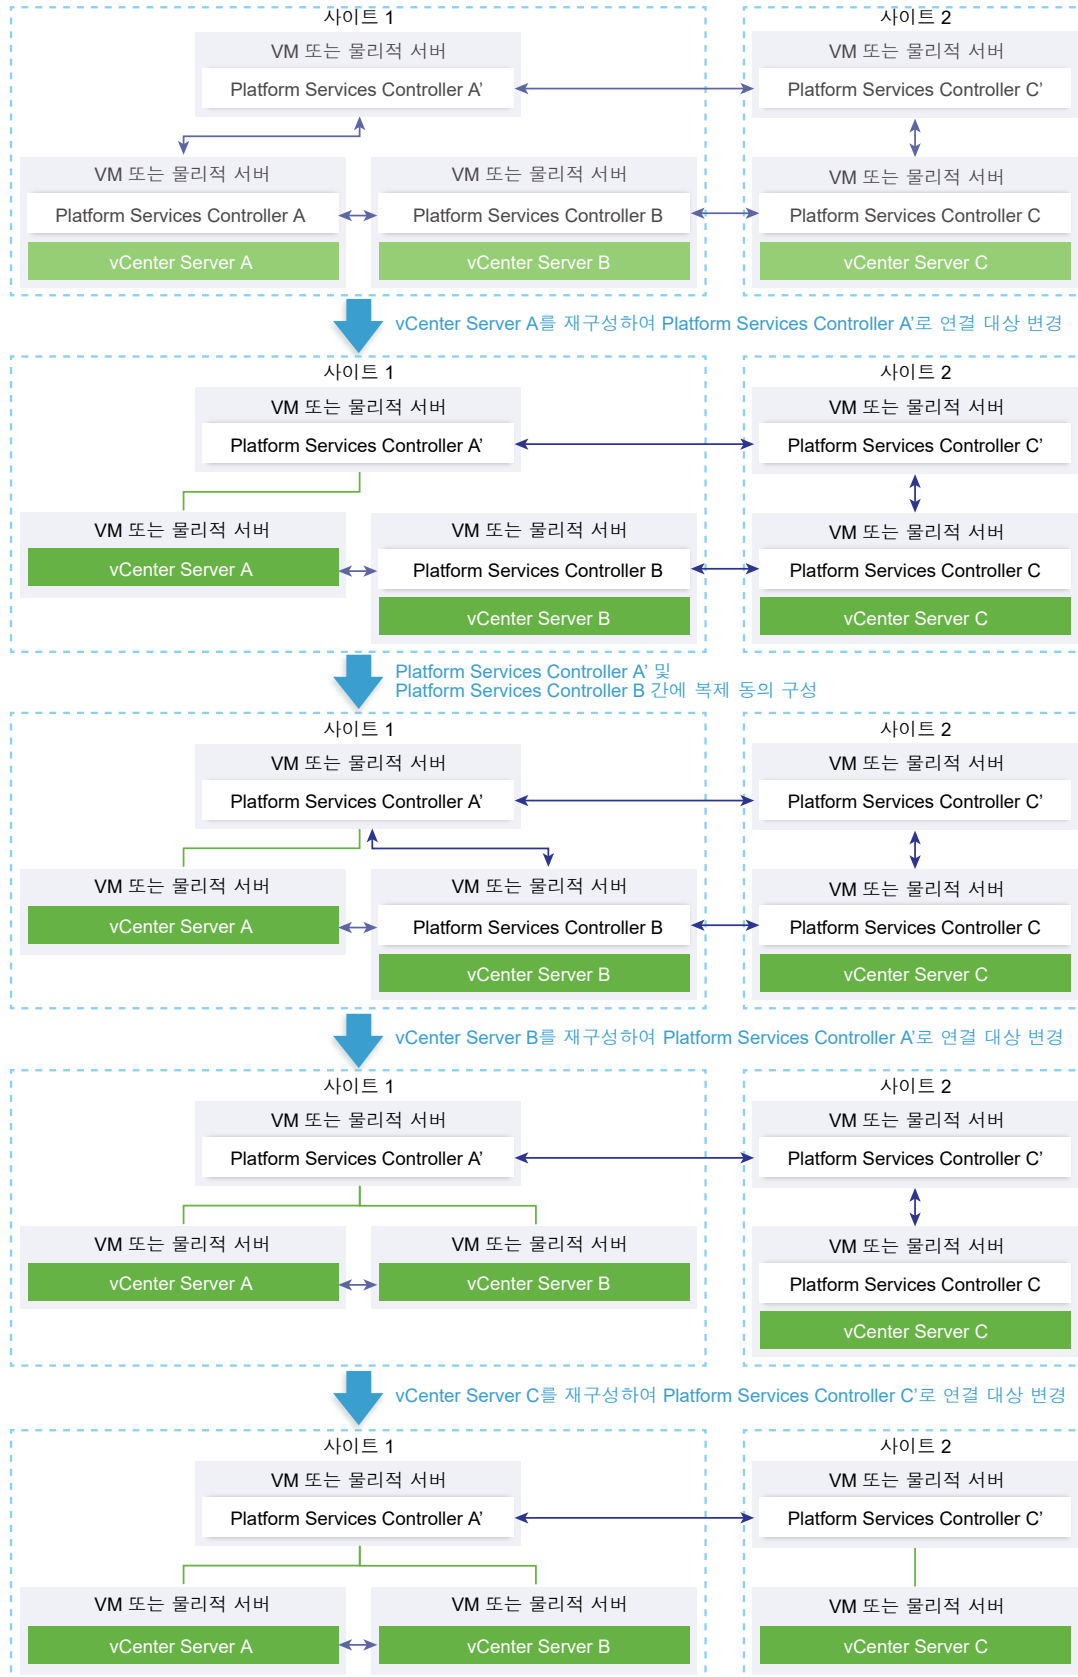 사이트 1
사이트 2
VM 또는 물리적 서버
VM 또는 물리적 서버
Platform Services Controller A’
Platform Services Controller C’
VM 또는 물리적 서버
VM 또는 물리적 서버
VM 또는 물리적 서버
Platform Services Controller A
Platform Services Controller B
Platform Services Controller C
vCenter Server A
vCenter Server B
vCenter Server C
vCenter Server A를 재구성하여 Platform Services Controller A’로 연결 대상 변경
사이트 1
사이트 2
VM 또는 물리적 서버
VM 또는 물리적 서버
Platform Services Controller A’
Platform Services Controller C’
VM 또는 물리적 서버
VM 또는 물리적 서버
VM 또는 물리적 서버
vCenter Server A
Platform Services Controller B
Platform Services Controller C
vCenter Server B
vCenter Server C
Platform Services Controller A’ 및
Platform Services Controller B 간에 복제 동의 구성
사이트 1
사이트 2
VM 또는 물리적 서버
VM 또는 물리적 서버
Platform Services Controller A’
Platform Services Controller C’
VM 또는 물리적 서버
VM 또는 물리적 서버
VM 또는 물리적 서버
vCenter Server A
Platform Services Controller B
Platform Services Controller C
vCenter Server B
vCenter Server C
vCenter Server B를 재구성하여 Platform Services Controller A’로 연결 대상 변경
사이트 1
사이트 2
VM 또는 물리적 서버
VM 또는 물리적 서버
Platform Services Controller A’
Platform Services Controller C’
VM 또는 물리적 서버
VM 또는 물리적 서버
VM 또는 물리적 서버
vCenter Server A
vCenter Server B
Platform Services Controller C
vCenter Server C
vCenter Server C를 재구성하여 Platform Services Controller C’로 연결 대상 변경
사이트 1
사이트 2
VM 또는 물리적 서버
VM 또는 물리적 서버
Platform Services Controller A’
Platform Services Controller C’
VM 또는 물리적 서버
VM 또는 물리적 서버
VM 또는 물리적 서버
vCenter Server A
vCenter Server B
vCenter Server C